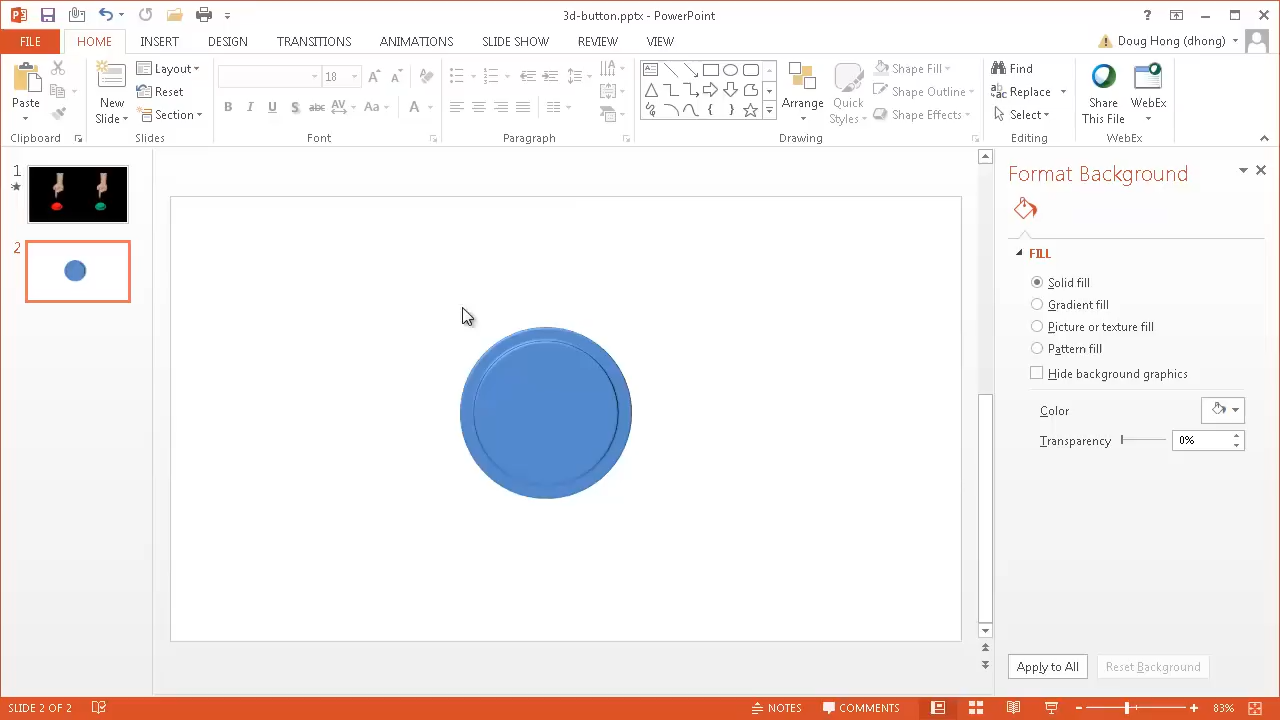 3d-button.pptx - PowerPoint
?
Doug Hong (dhong)
FILE HOME INSERT DESIGN TRANSITIONS ANIMATIONS SLIDE SHOW REVIEW VIEW
Paste
Clipboard
New
Slide
Layout
Reset
Section
Slides
18
B I U S abc AV Aa A
Font
Paragraph
Arrange
Quick
Styles
Shape Fill
Shape Outline
Shape Effects
Drawing
Find
Replace
Select
Editing
Share
This File
WebEx
WebEx
1
2
Format Background
FILL
Solid fill
Gradient fill
Picture or texture fill
Pattern fill
Hide background graphics
Color
Transparency 0%
Apply to All Reset Background
SLIDE 2 OF 2 NOTES COMMENTS 83%